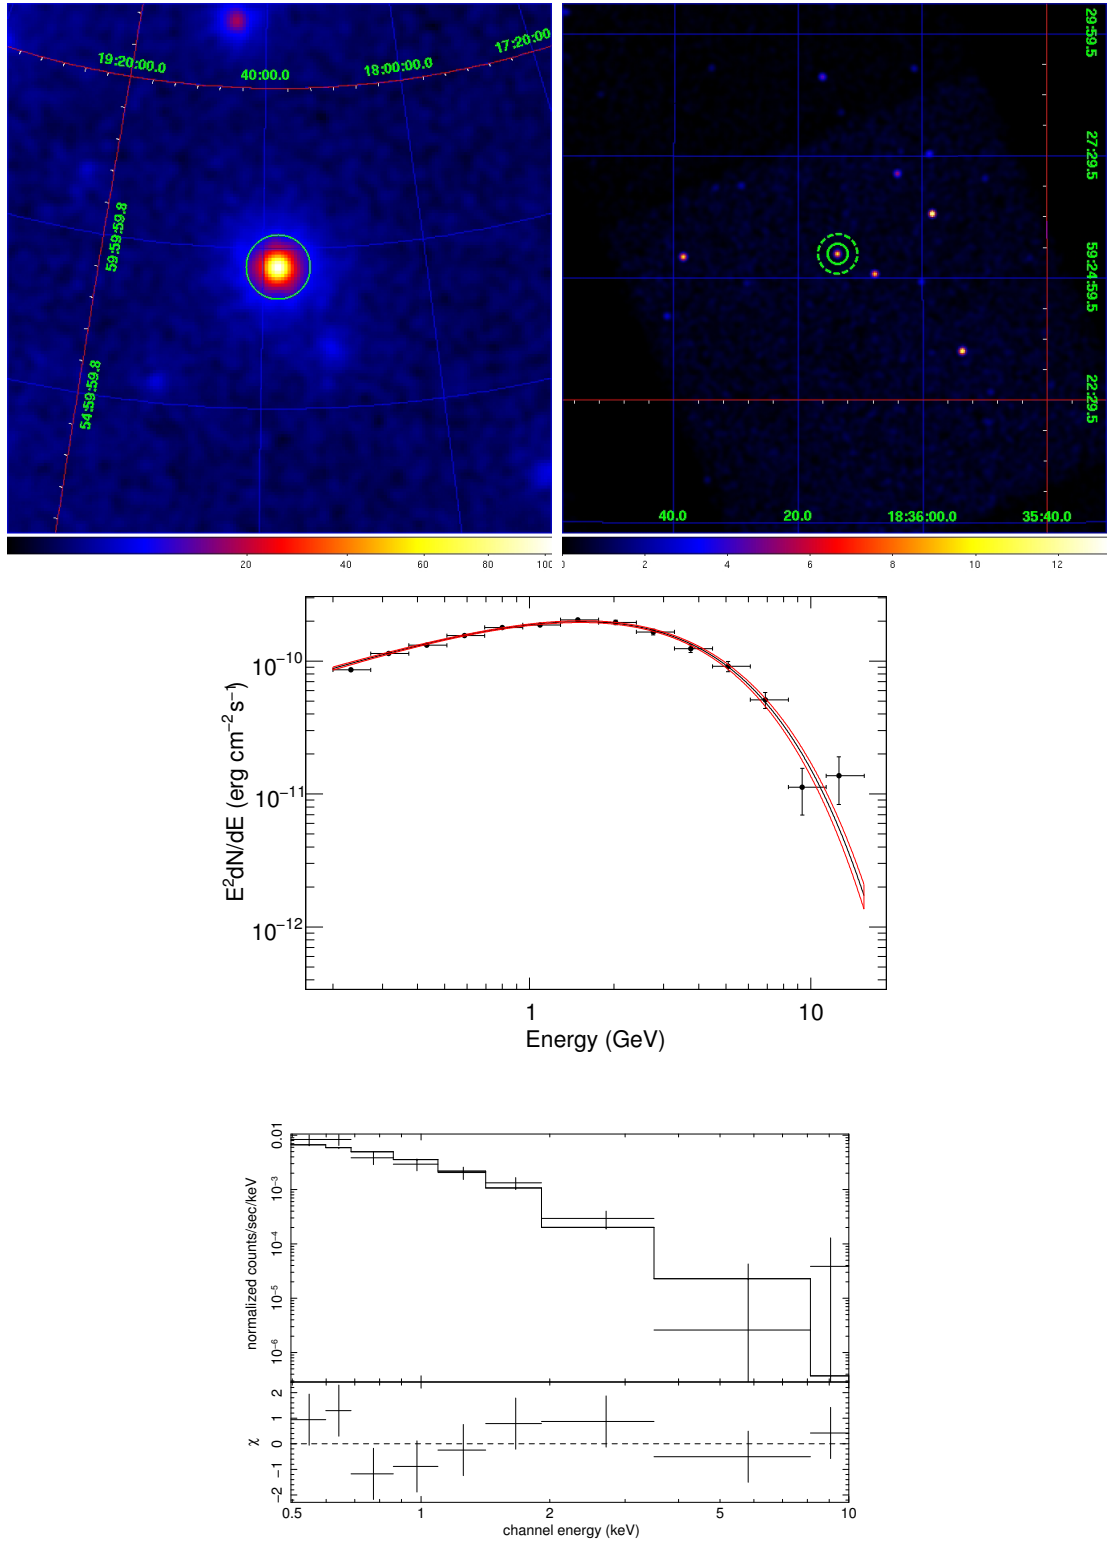 19:20:00.0
40:00.0
18:00:00.0
17:20:00
59:59:59.8
54:59:59.8
20 40 60 80 100
29:59.5
27:29.5
59:24:59.5
22:29.5
40.0 20.0 18:36:00.0 35:40.0
0 2 4 6 8 10 12
E²dN/dE (erg cm⁻² s⁻¹)
10⁻¹⁰
10⁻¹¹
10⁻¹²
1 10
Energy (GeV)
normalized counts/sec/keV
0.01
10⁻³
10⁻⁴
10⁻⁵
10⁻⁶
χ
2
1
0
−1
−2
0.5 1 2 5 10
channel energy (keV)